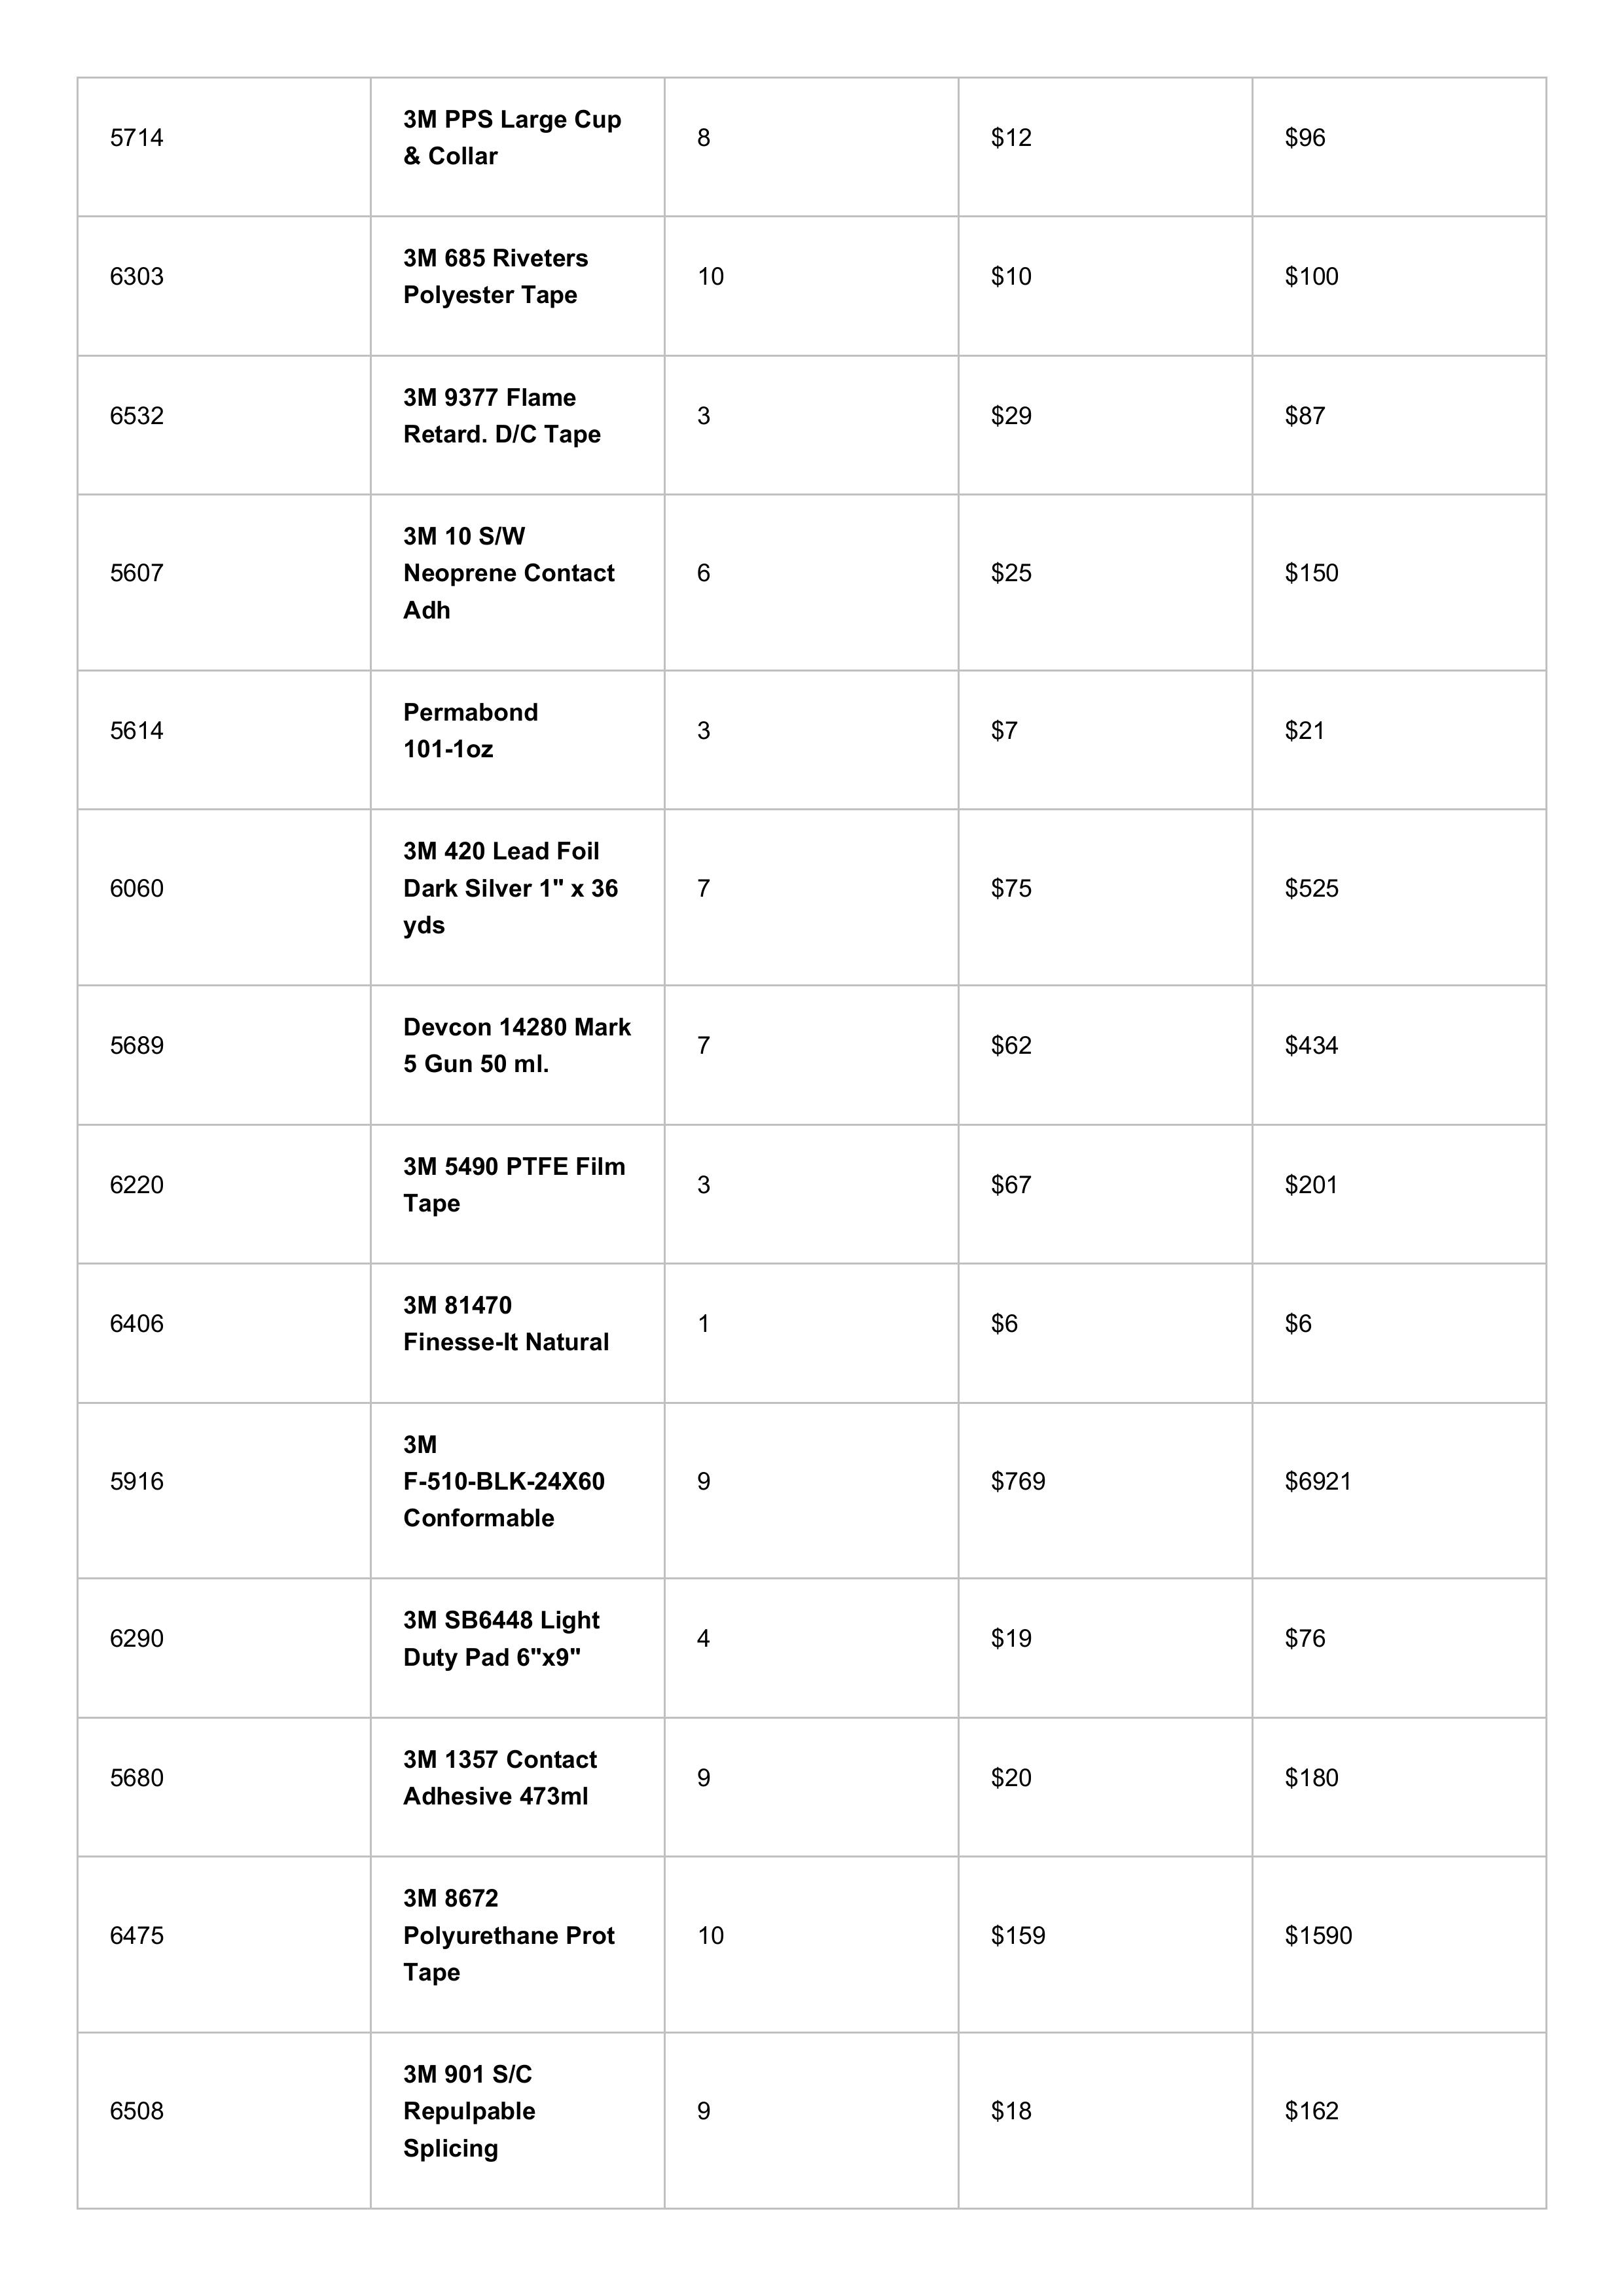 5714
3M PPS Large Cup
& Collar
8
$12
$96
6303
3M 685 Riveters
Polyester Tape
10
$10
$100
6532
3M 9377 Flame
Retard. D/C Tape
3
$29
$87
5607
3M 10 S/W
Neoprene Contact
Adh
6
$25
$150
5614
Permabond
101-1oz
3
$7
$21
6060
3M 420 Lead Foil
Dark Silver 1" x 36
yds
7
$75
$525
5689
Devcon 14280 Mark
5 Gun 50 ml.
7
$62
$434
6220
3M 5490 PTFE Film
Tape
3
$67
$201
6406
3M 81470
Finesse-It Natural
1
$6
$6
5916
3M
F-510-BLK-24X60
Conformable
9
$769
$6921
6290
3M SB6448 Light
Duty Pad 6"x9"
4
$19
$76
5680
3M 1357 Contact
Adhesive 473ml
9
$20
$180
6475
3M 8672
Polyurethane Prot
Tape
10
$159
$1590
6508
3M 901 S/C
Repulpable
Splicing
9
$18
$162